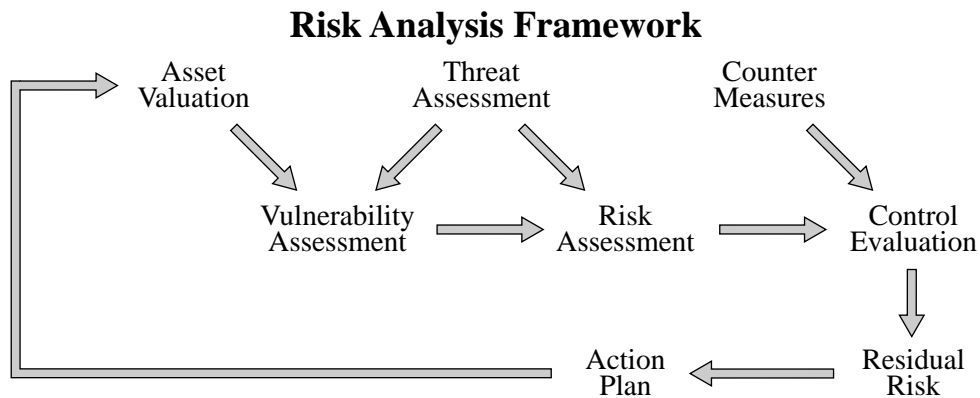 Risk Analysis Framework
Asset
Valuation
Threat
Assessment
Counter
Measures
Vulnerability
Assessment
Risk
Assessment
Control
Evaluation
Action
Plan
Residual
Risk